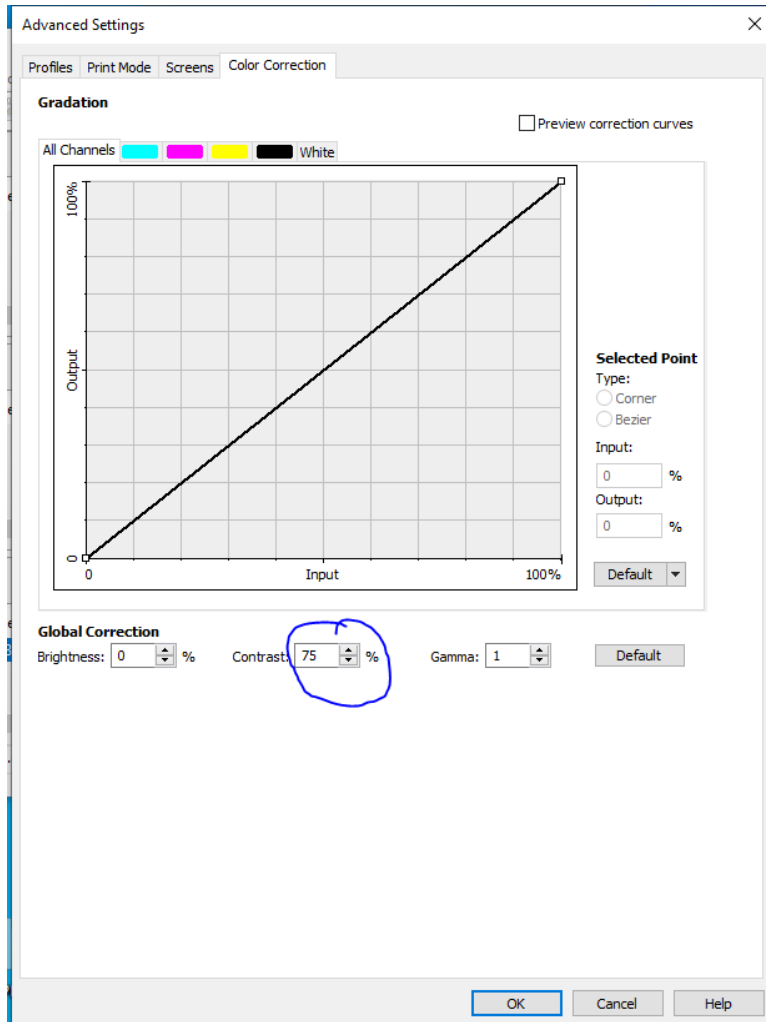 Advanced Settings
Profiles Print Mode Screens Color Correction
Gradation
Preview correction curves
All Channels White
100%
Output
0
0 Input 100%
Selected Point
Type:
Corner
Bezier
Input:
0 %
Output:
0 %
Default
Global Correction
Brightness: 0 % Contrast: 75 % Gamma: 1 Default
OK Cancel Help